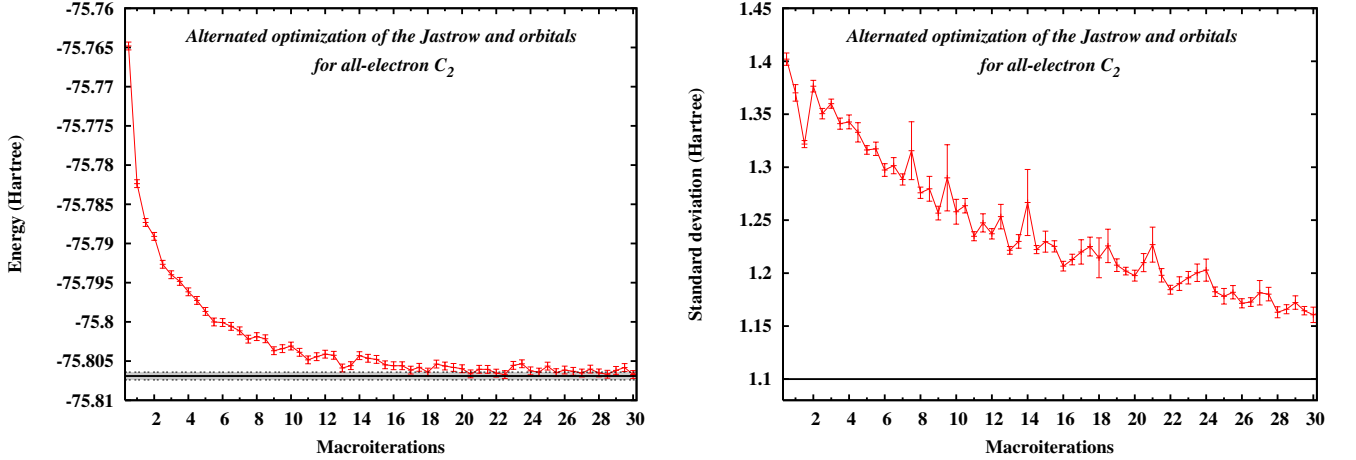 Alternated optimization of the Jastrow and orbitals
for all-electron C2
Energy (Hartree)
-75.76
-75.765
-75.77
-75.775
-75.78
-75.785
-75.79
-75.795
-75.8
-75.805
-75.81
2 4 6 8 10 12 14 16 18 20 22 24 26 28 30
Macroiterations
Alternated optimization of the Jastrow and orbitals
for all-electron C2
Standard deviation (Hartree)
1.4
1.35
1.3
1.25
1.2
1.15
1.1
2 4 6 8 10 12 14 16 18 20 22 24 26 28 30
Macroiterations